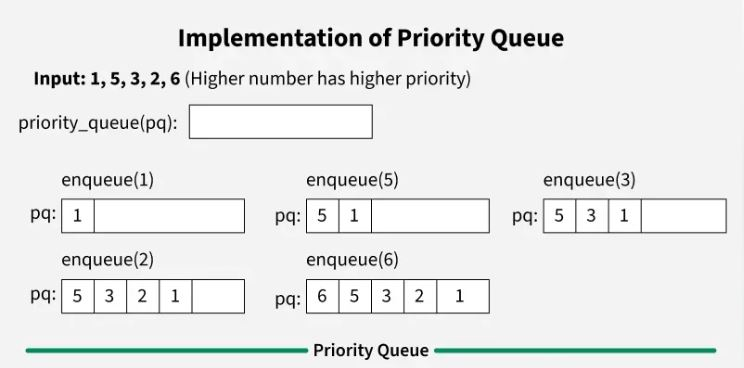 Implementation of Priority Queue
Input: 1, 5, 3, 2, 6 (Higher number has higher priority)
priority_queue(pq):
enqueue(1)
pq: 1
enqueue(5)
pq: 5 1
enqueue(3)
pq: 5 3 1
enqueue(2)
pq: 5 3 2 1
enqueue(6)
pq: 6 5 3 2 1
Priority Queue